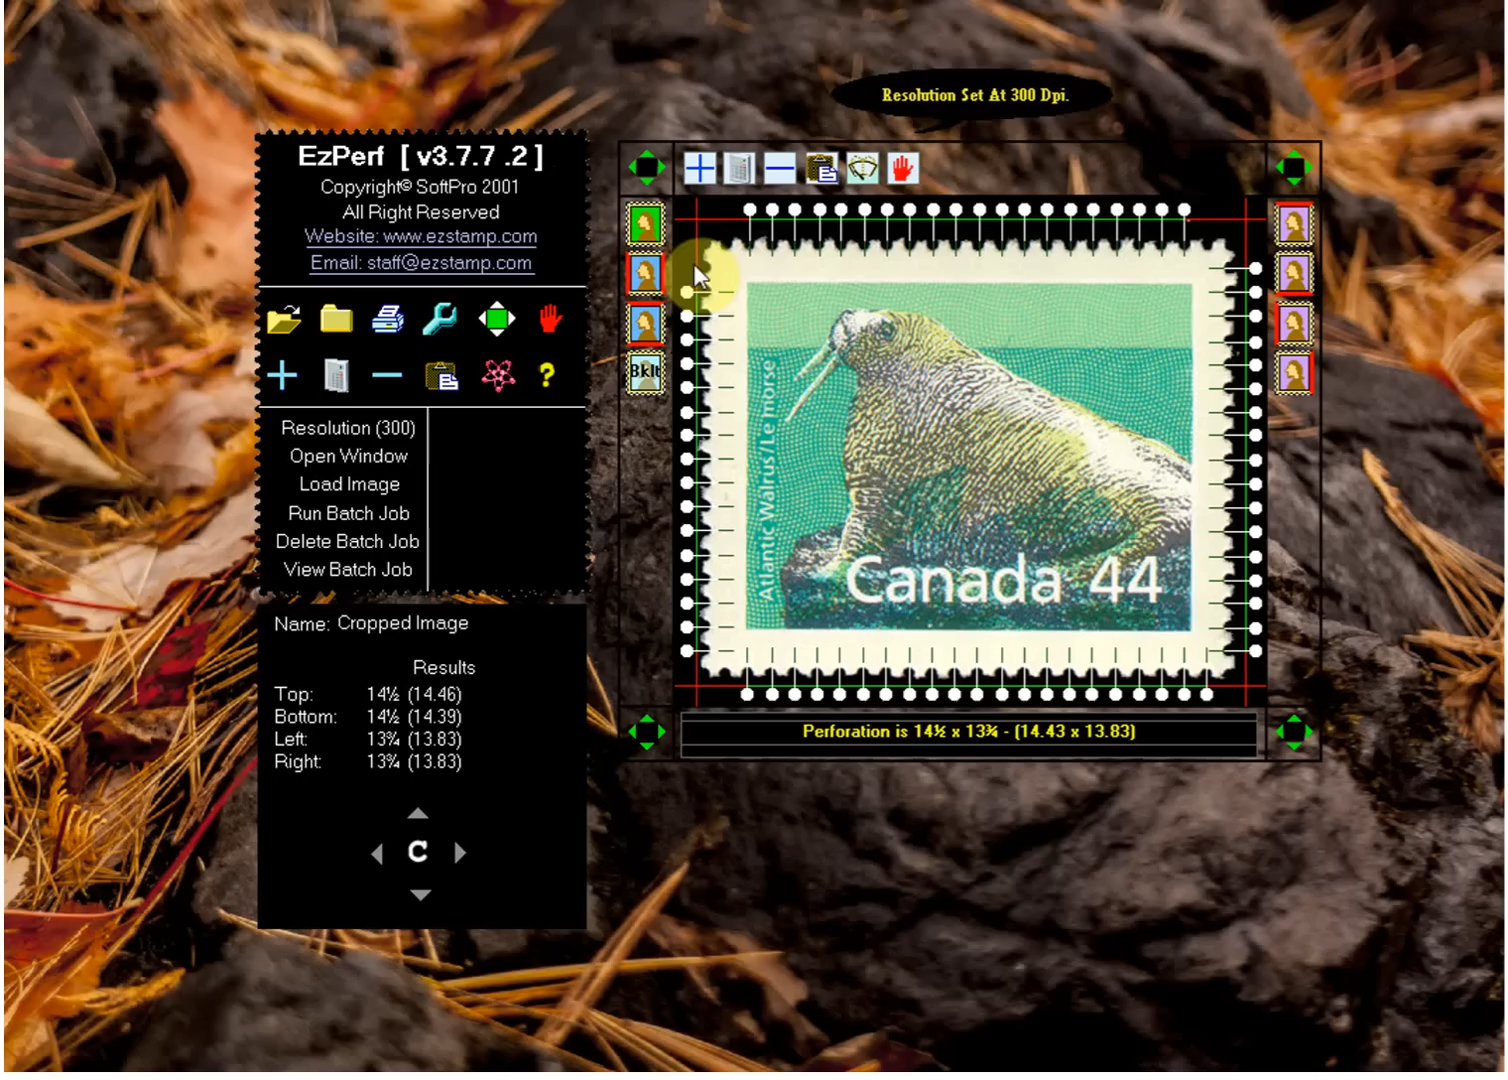 Resolution Set At 300 Dpi.
EzPerf [ v3.7.7 .2 ]
Copyright© SoftPro 2001
All Right Reserved
Website: www.ezstamp.com
Email: staff@ezstamp.com
Resolution (300)
Open Window
Load Image
Run Batch Job
Delete Batch Job
View Batch Job
Name: Cropped Image
Results
Top: 14½ (14.46)
Bottom: 14½ (14.39)
Left: 13¾ (13.83)
Right: 13¾ (13.83)
C
Bklt
Atlantic Walrus/Le morse
Canada 44
Perforation is 14½ x 13¾ - (14.43 x 13.83)